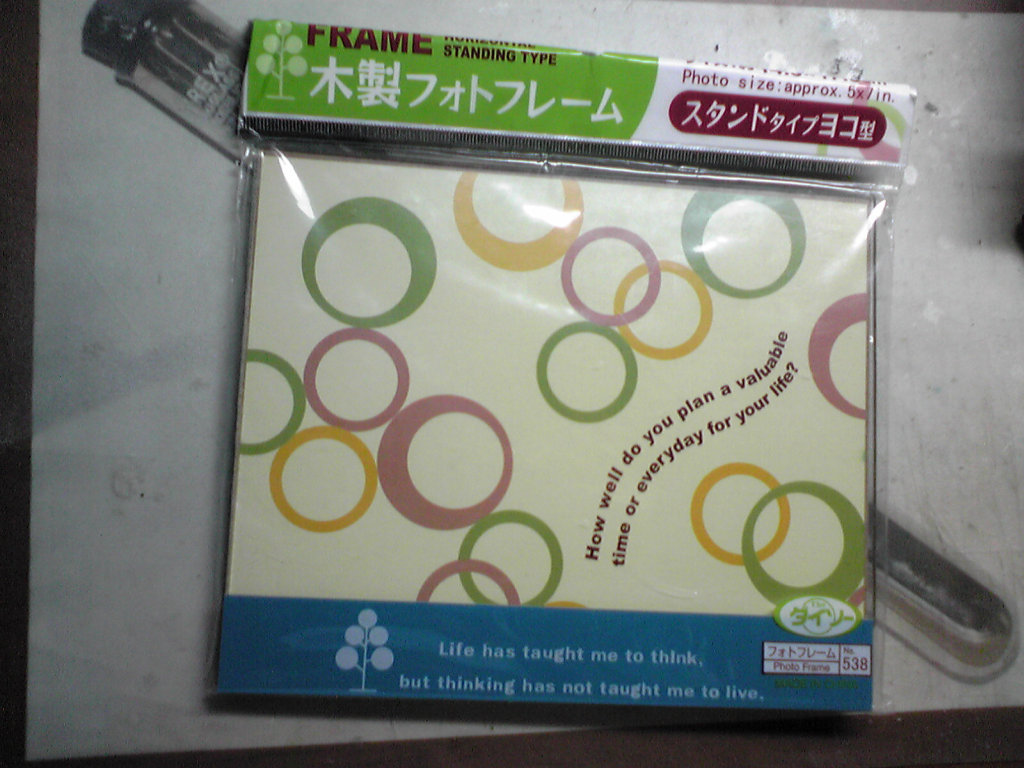 FRAME
HORIZONTAL
STANDING TYPE
木製フォトフレーム
Photo size:approx.5x7in.
スタンドタイプヨコ型
How well do you plan a valuable
time or everyday for your life?
Life has taught me to think,
but thinking has not taught me to live.
ダイソー
フォトフレーム
Photo Frame
No.
538